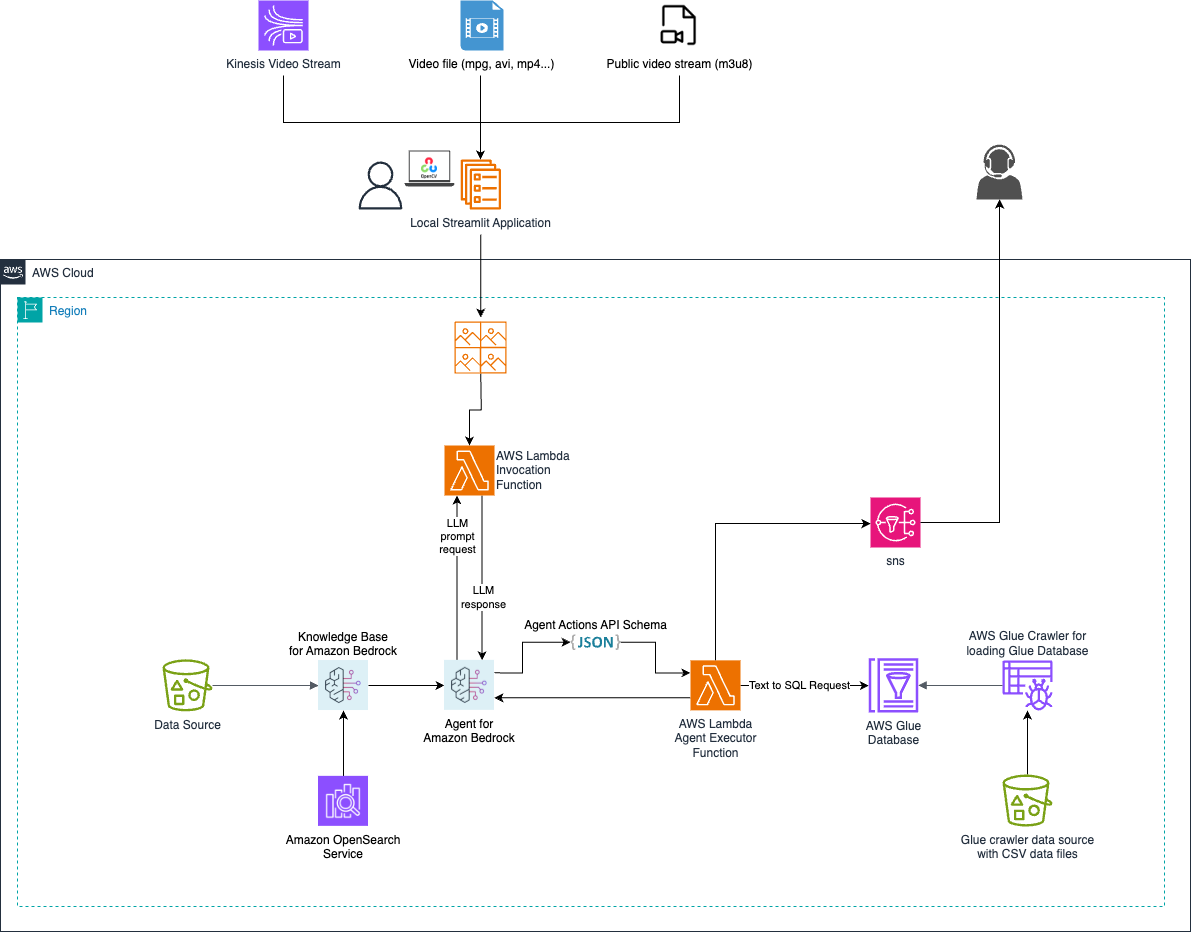 Kinesis Video Stream
Video file (mpg, avi, mp4...)
Public video stream (m3u8)
OpenCV
Local Streamlit Application
aws
AWS Cloud
Region
AWS Lambda
Invocation
Function
LLM
prompt
request
LLM
response
sns
Agent Actions API Schema
{JSON}
Knowledge Base
for Amazon Bedrock
AWS Glue Crawler for
loading Glue Database
Text to SQL Request
Data Source
Agent for
Amazon Bedrock
AWS Lambda
Agent Executor
Function
AWS Glue
Database
Amazon OpenSearch
Service
Glue crawler data source
with CSV data files